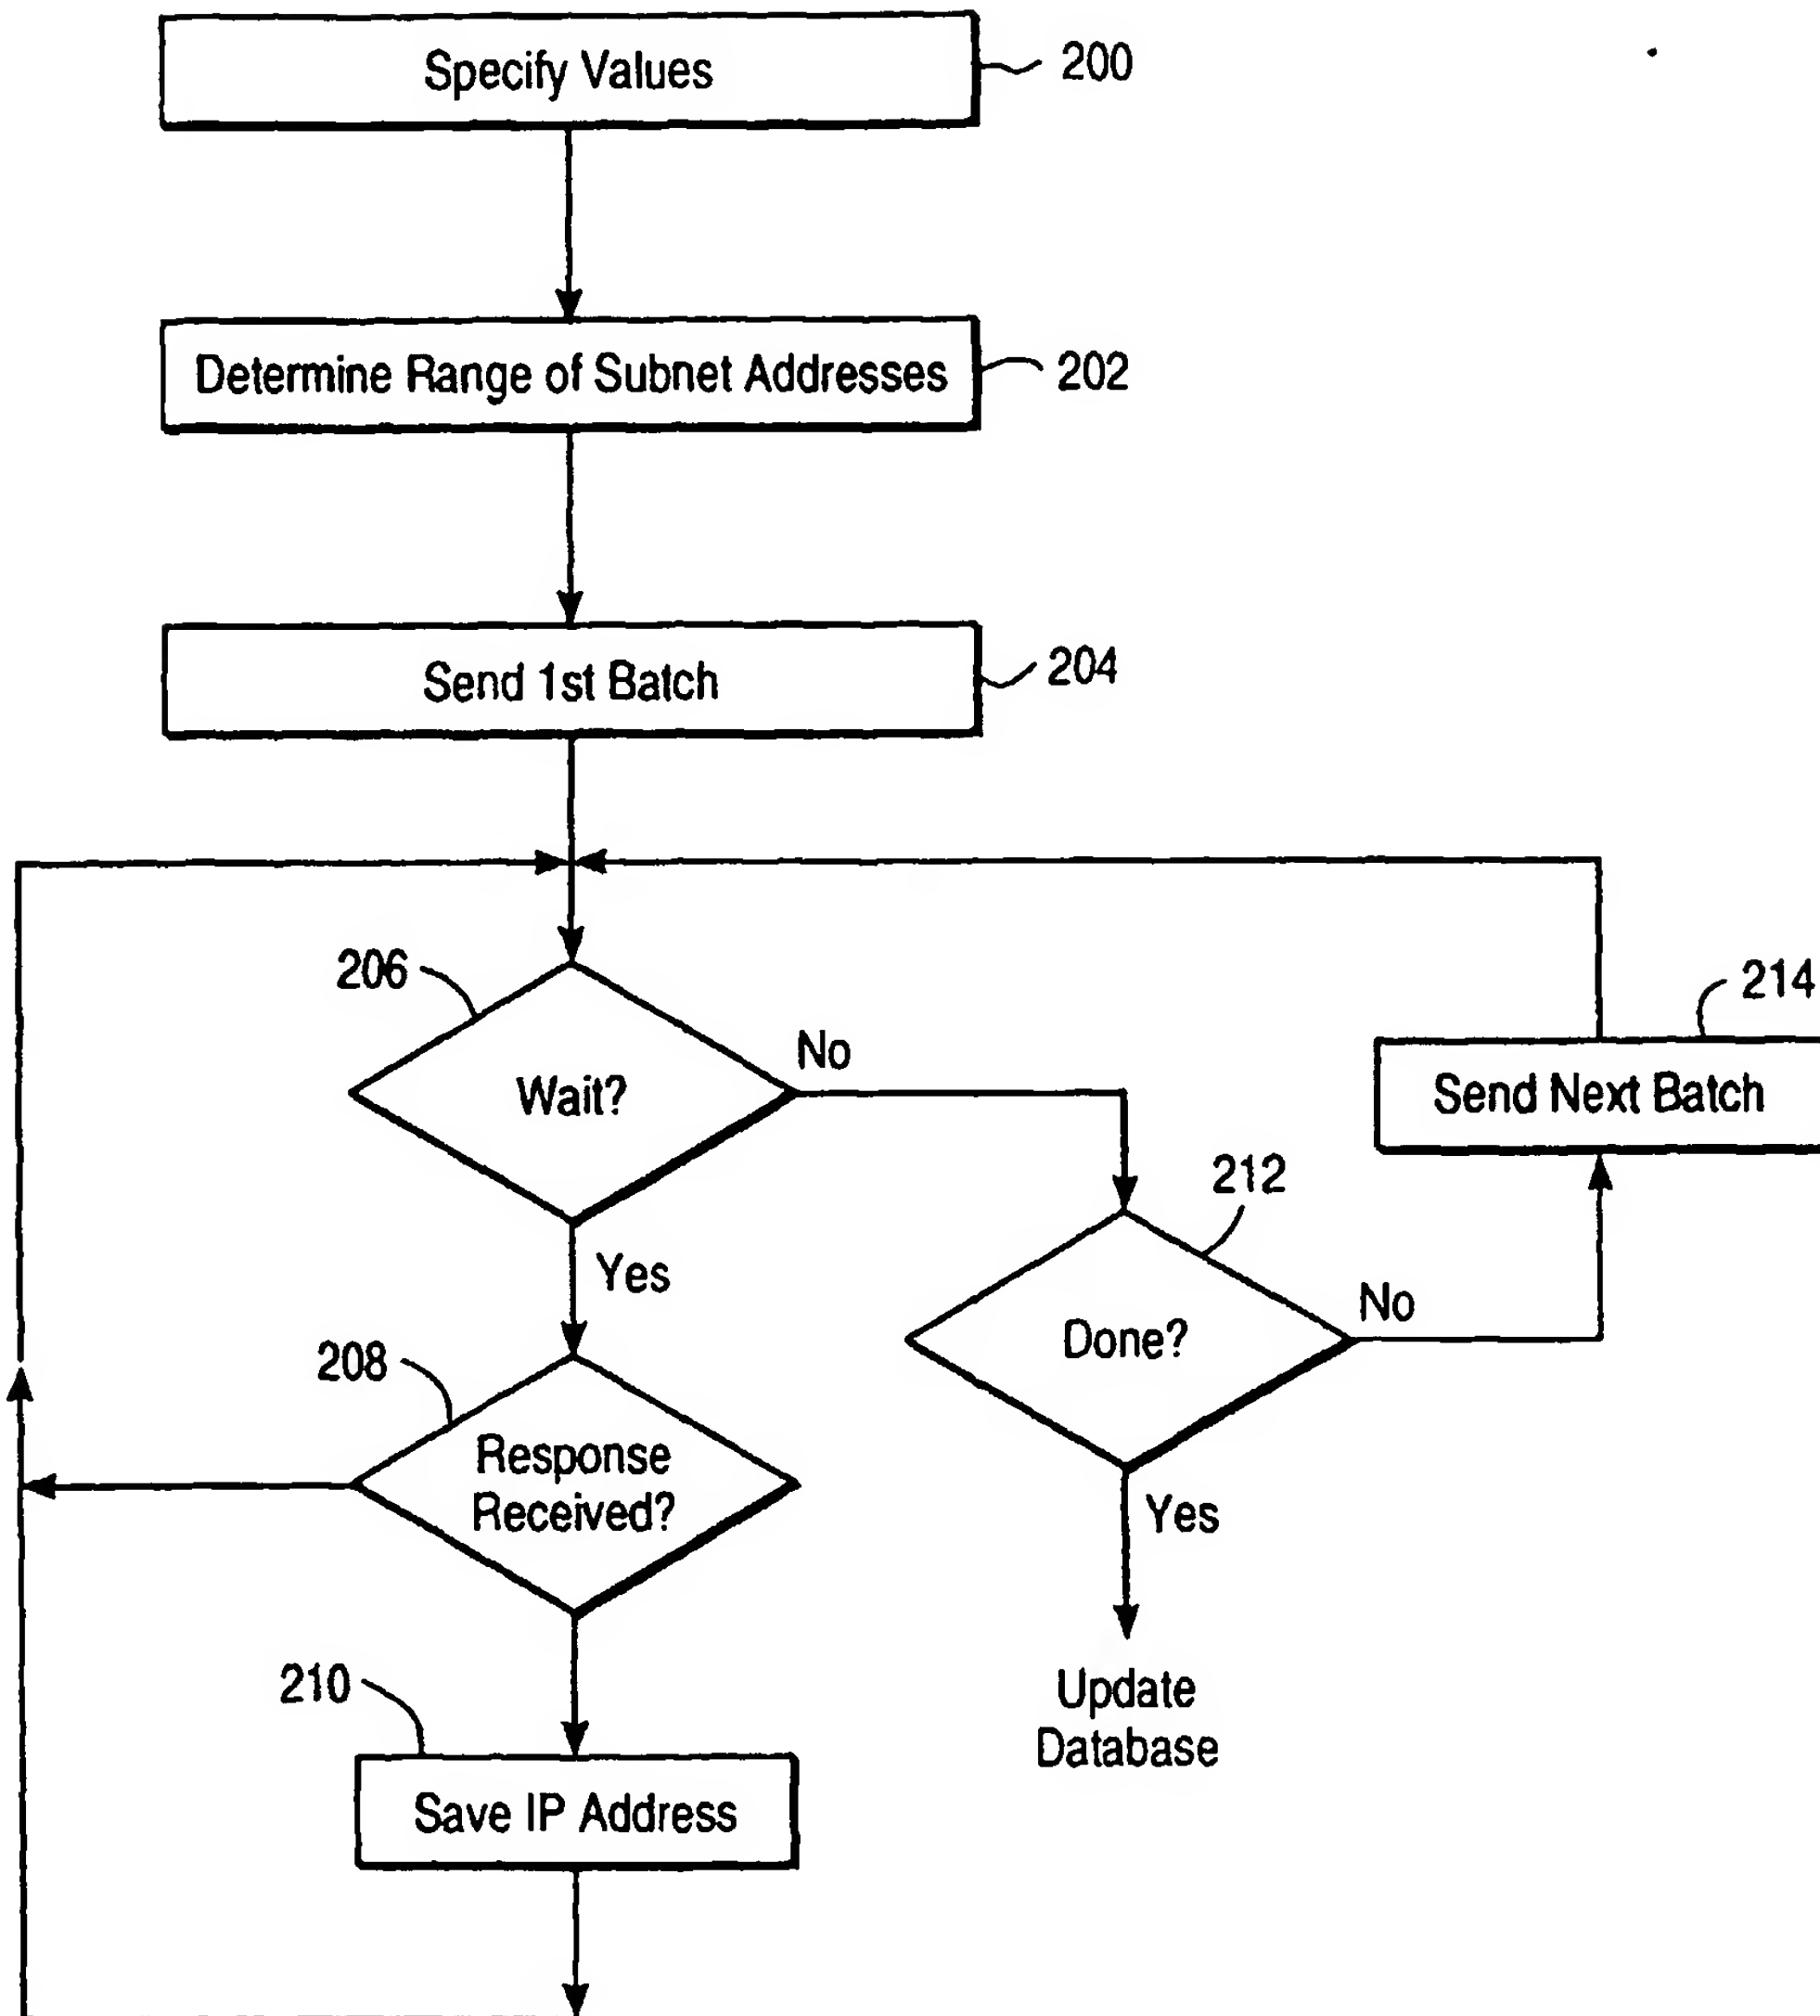 Specify Values
200
Determine Range of Subnet Addresses
202
Send 1st Batch
204
206
Wait?
No
Yes
214
Send Next Batch
212
Done?
No
Yes
208
Response
Received?
210
Save IP Address
Update
Database